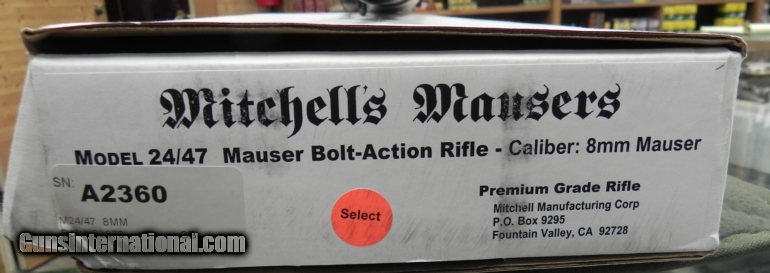 Mitchell's Mausers
MODEL 24/47 Mauser Bolt-Action Rifle - Caliber: 8mm Mauser
SN:
A2360
M24/47 8MM
Select
Premium Grade Rifle
Mitchell Manufacturing Corp
P.O. Box 9295
Fountain Valley, CA 92728
GunsInternational.com